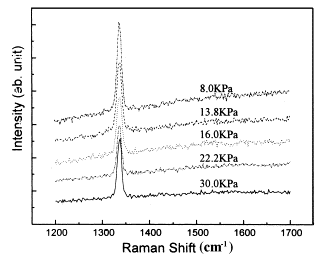 8.0KPa
13.8KPa
16.0KPa
22.2KPa
30.0KPa
Intensity (ab. unit)
1200 1300 1400 1500 1600 1700
Raman Shift (cm⁻¹)